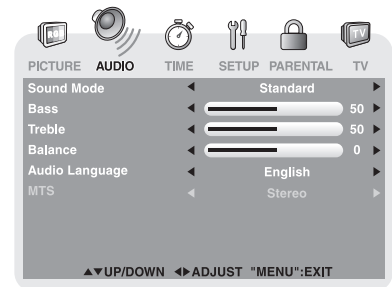 TV
PICTURE AUDIO TIME SETUP PARENTAL TV
Sound Mode ◀ Standard ▶
Bass ◀ 50 ▶
Treble ◀ 50 ▶
Balance ◀ 0 ▶
Audio Language ◀ English ▶
MTS ◀ Stereo ▶
▲▼UP/DOWN ◀▶ADJUST "MENU":EXIT